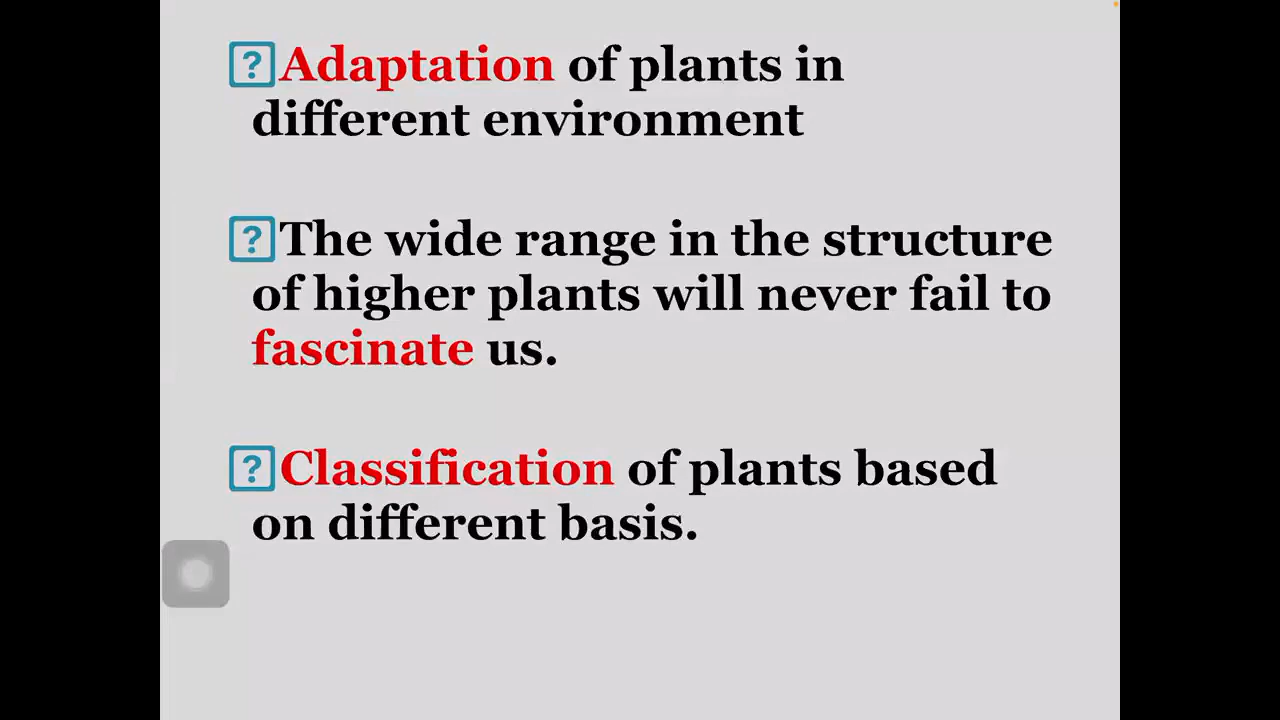 Adaptation of plants in
different environment
The wide range in the structure
of higher plants will never fail to
fascinate us.
Classification of plants based
on different basis.